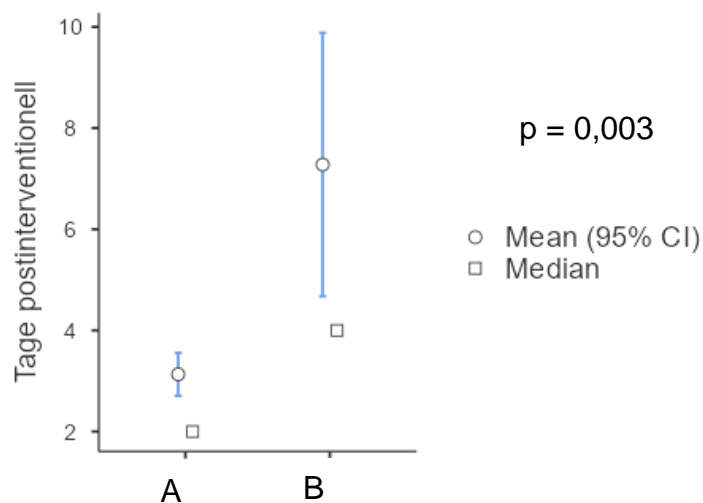 Tage postinterventionell
10
8
6
4
2
A
B
p = 0,003
Mean (95% CI)
Median